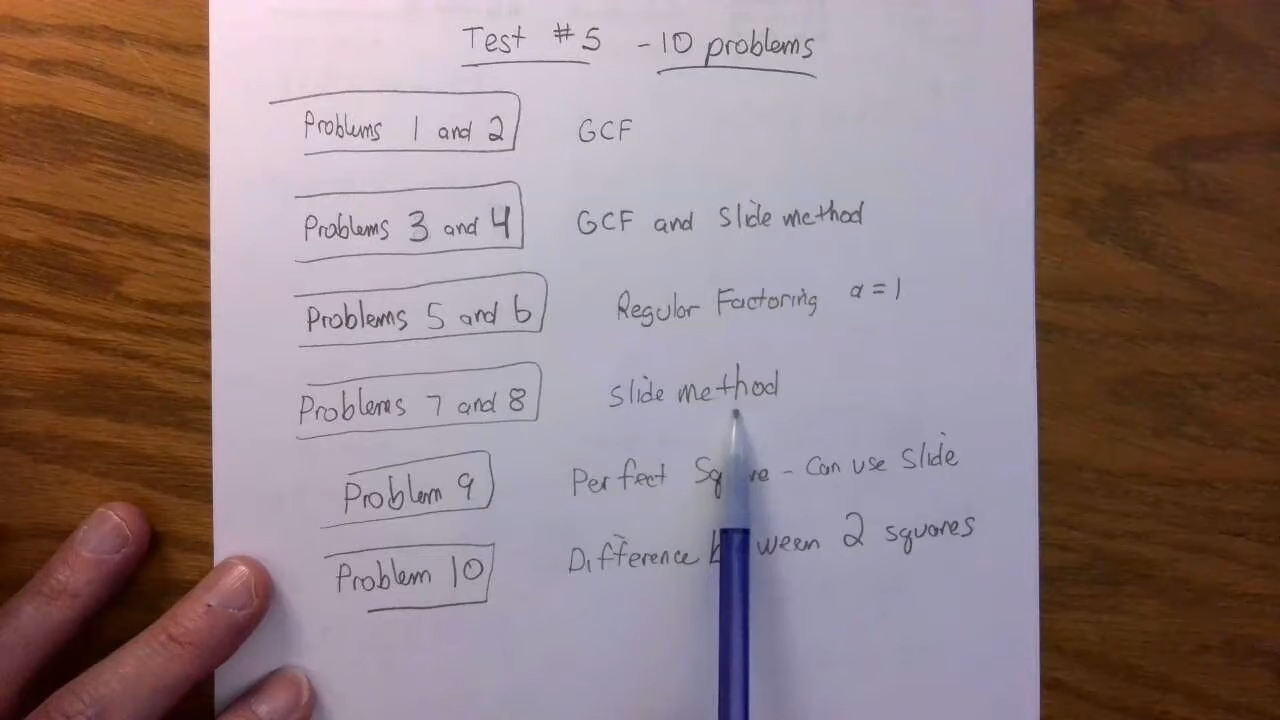 Test #5 - 10 problems
Problems 1 and 2 GCF
Problems 3 and 4 GCF and Slide method
Problems 5 and 6 Regular Factoring a = 1
Problems 7 and 8 Slide method
Problem 9 Perfect - Can use Slide
Problem 10 Difference 2 squares